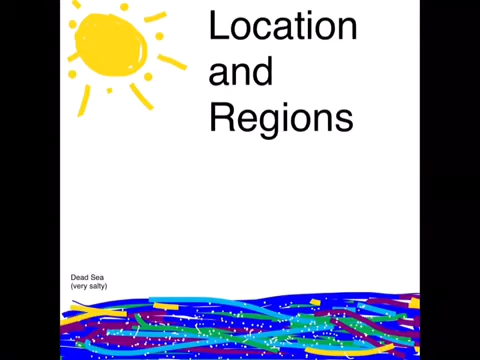 Location
and
Regions
Dead Sea
(very salty)